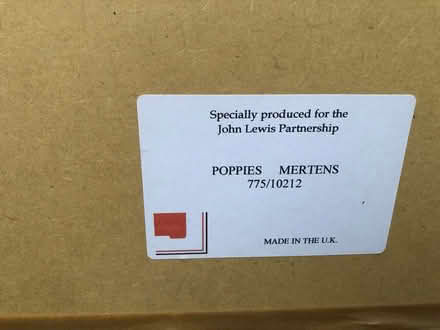 Specially produced for the
John Lewis Partnership
POPPIES MERTENS
775/10212
MADE IN THE U.K.